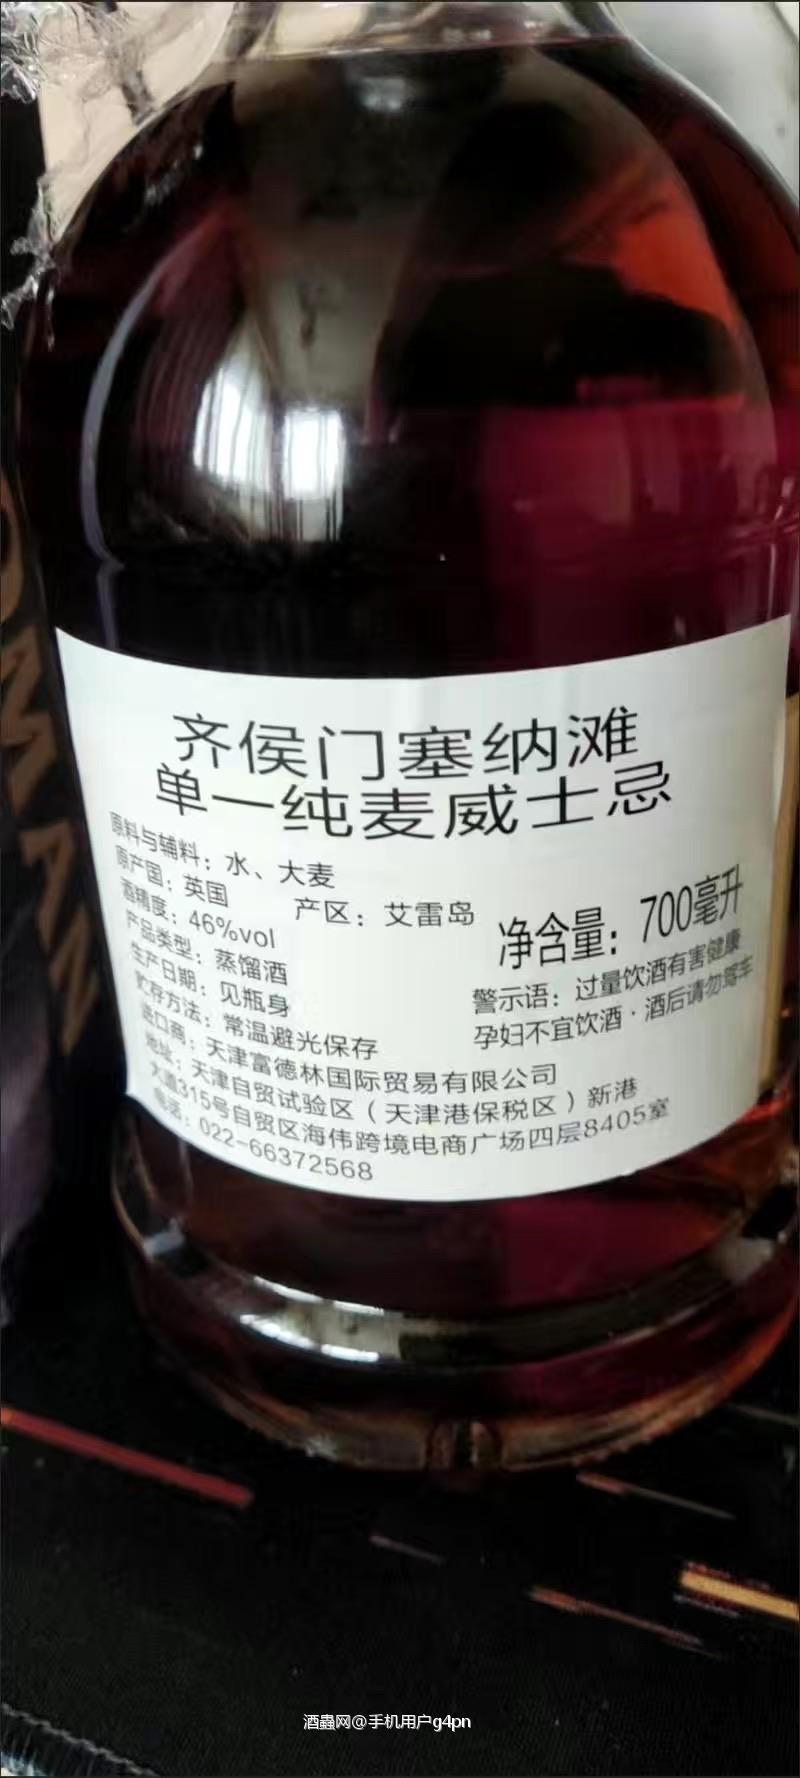 齐侯门塞纳滩
单一纯麦威士忌
原料与辅料：水、大麦
原产国：英国 产区：艾雷岛
酒精度：46%vol
产品类型：蒸馏酒
生产日期：见瓶身
贮存方法：常温避光保存
进口商：天津富德林国际贸易有限公司
地址：天津自贸试验区（天津港保税区）新港
大道315号自贸区海伟跨境电商广场四层8405室
电话：022-66372568
净含量：700毫升
警示语：过量饮酒有害健康
孕妇不宜饮酒·酒后请勿驾车
OMAN
酒蟲网@手机用户g4pn